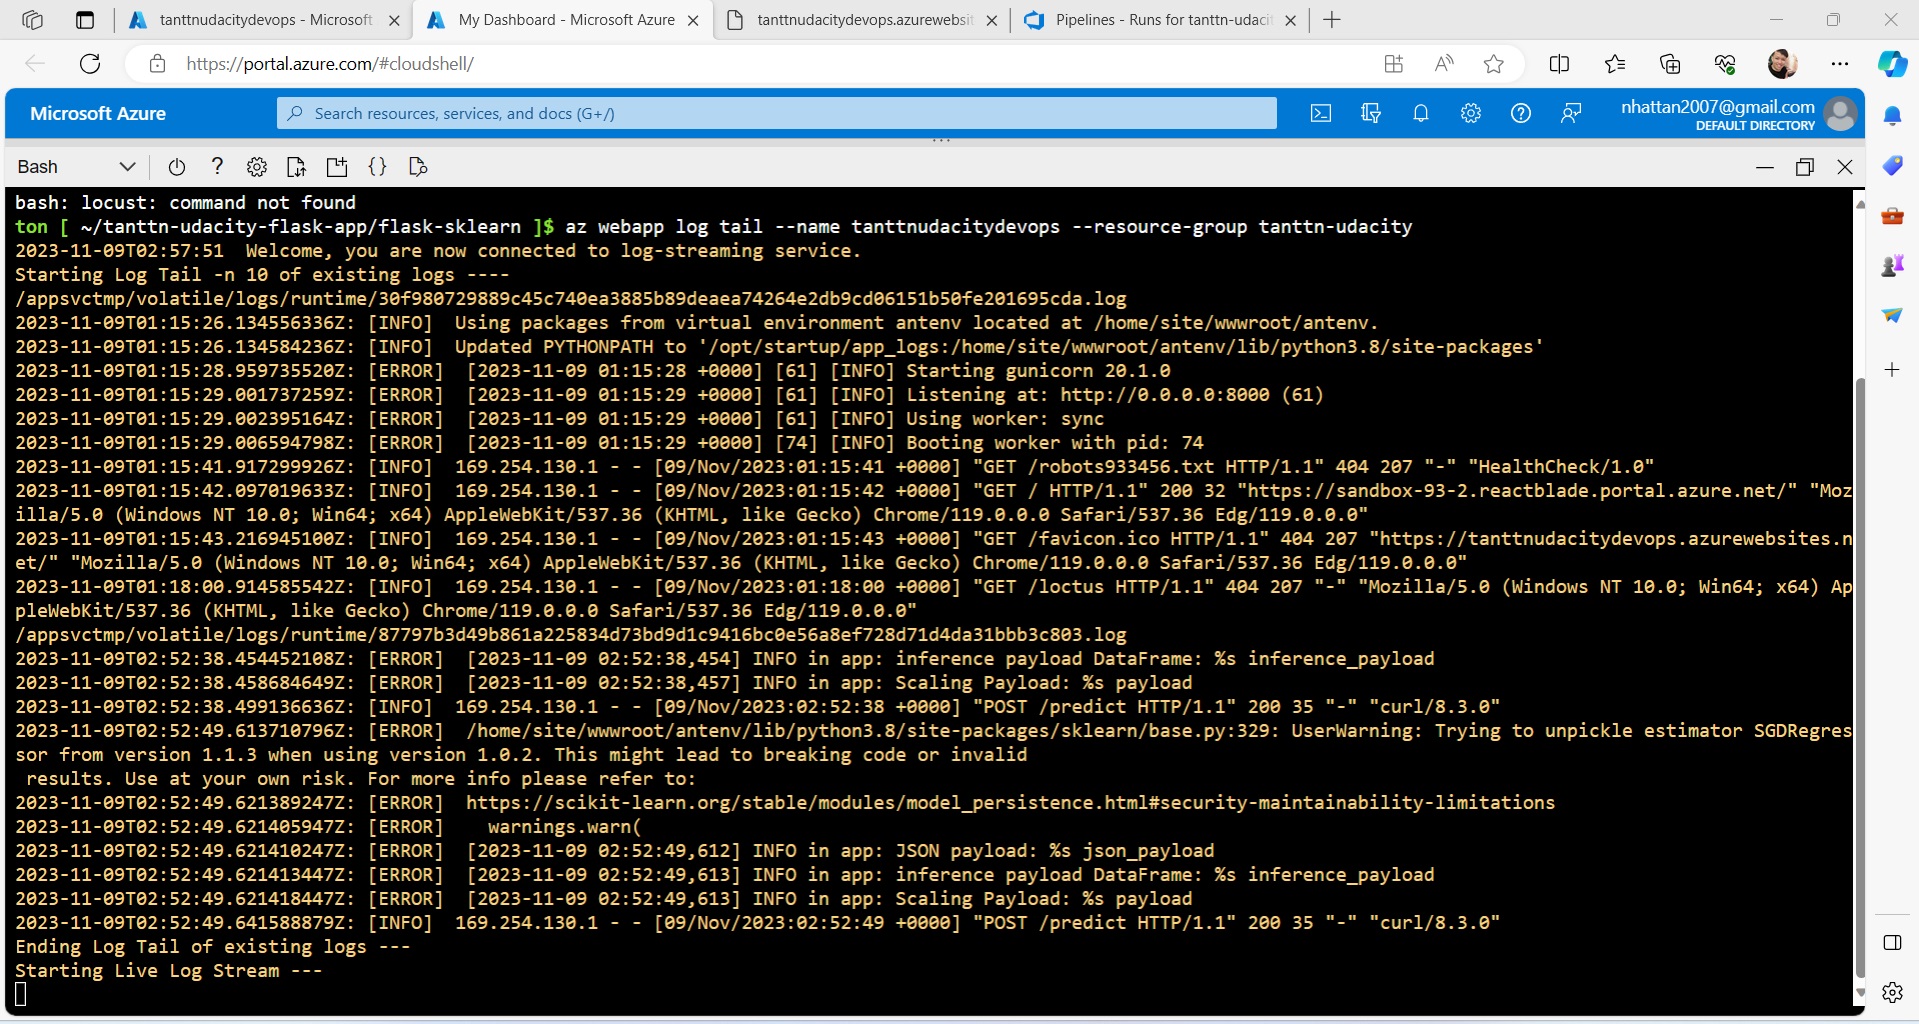 tanttnudacitydevops - Microsoft
My Dashboard - Microsoft Azure
tanttnudacitydevops.azurewebsit
Pipelines - Runs for tanttn-udacit
https://portal.azure.com/#cloudshell/
Microsoft Azure
Search resources, services, and docs (G+/)
nhattan2007@gmail.com
DEFAULT DIRECTORY
Bash
bash: locust: command not found
ton [ ~/tanttn-udacity-flask-app/flask-sklearn ]$ az webapp log tail --name tanttnudacitydevops --resource-group tanttn-udacity
2023-11-09T02:57:51  Welcome, you are now connected to log-streaming service.
Starting Log Tail -n 10 of existing logs ----
/appsvctmp/volatile/logs/runtime/30f980729889c45c740ea3885b89deaea74264e2db9cd06151b50fe201695cda.log
2023-11-09T01:15:26.134556336Z: [INFO]  Using packages from virtual environment antenv located at /home/site/wwwroot/antenv.
2023-11-09T01:15:26.134584236Z: [INFO]  Updated PYTHONPATH to '/opt/startup/app_logs:/home/site/wwwroot/antenv/lib/python3.8/site-packages'
2023-11-09T01:15:28.959735520Z: [ERROR]  [2023-11-09 01:15:28 +0000] [61] [INFO] Starting gunicorn 20.1.0
2023-11-09T01:15:29.001737259Z: [ERROR]  [2023-11-09 01:15:29 +0000] [61] [INFO] Listening at: http://0.0.0.0:8000 (61)
2023-11-09T01:15:29.002395164Z: [ERROR]  [2023-11-09 01:15:29 +0000] [61] [INFO] Using worker: sync
2023-11-09T01:15:29.006594798Z: [ERROR]  [2023-11-09 01:15:29 +0000] [74] [INFO] Booting worker with pid: 74
2023-11-09T01:15:41.917299926Z: [INFO]  169.254.130.1 - - [09/Nov/2023:01:15:41 +0000] "GET /robots933456.txt HTTP/1.1" 404 207 "-" "HealthCheck/1.0"
2023-11-09T01:15:42.097019633Z: [INFO]  169.254.130.1 - - [09/Nov/2023:01:15:42 +0000] "GET / HTTP/1.1" 200 32 "https://sandbox-93-2.reactblade.portal.azure.net/" "Moz
illa/5.0 (Windows NT 10.0; Win64; x64) AppleWebKit/537.36 (KHTML, like Gecko) Chrome/119.0.0.0 Safari/537.36 Edg/119.0.0.0"
2023-11-09T01:15:43.216945100Z: [INFO]  169.254.130.1 - - [09/Nov/2023:01:15:43 +0000] "GET /favicon.ico HTTP/1.1" 404 207 "https://tanttnudacitydevops.azurewebsites.n
et/" "Mozilla/5.0 (Windows NT 10.0; Win64; x64) AppleWebKit/537.36 (KHTML, like Gecko) Chrome/119.0.0.0 Safari/537.36 Edg/119.0.0.0"
2023-11-09T01:18:00.914585542Z: [INFO]  169.254.130.1 - - [09/Nov/2023:01:18:00 +0000] "GET /loctus HTTP/1.1" 404 207 "-" "Mozilla/5.0 (Windows NT 10.0; Win64; x64) Ap
pleWebKit/537.36 (KHTML, like Gecko) Chrome/119.0.0.0 Safari/537.36 Edg/119.0.0.0"
/appsvctmp/volatile/logs/runtime/87797b3d49b861a225834d73bd9d1c9416bc0e56a8ef728d71d4da31bbb3c803.log
2023-11-09T02:52:38.454452108Z: [ERROR]  [2023-11-09 02:52:38,454] INFO in app: inference payload DataFrame: %s inference_payload
2023-11-09T02:52:38.458684649Z: [ERROR]  [2023-11-09 02:52:38,457] INFO in app: Scaling Payload: %s payload
2023-11-09T02:52:38.499136636Z: [INFO]  169.254.130.1 - - [09/Nov/2023:02:52:38 +0000] "POST /predict HTTP/1.1" 200 35 "-" "curl/8.3.0"
2023-11-09T02:52:49.613710796Z: [ERROR]  /home/site/wwwroot/antenv/lib/python3.8/site-packages/sklearn/base.py:329: UserWarning: Trying to unpickle estimator SGDRegres
sor from version 1.1.3 when using version 1.0.2. This might lead to breaking code or invalid
results. Use at your own risk. For more info please refer to:
2023-11-09T02:52:49.621389247Z: [ERROR]  https://scikit-learn.org/stable/modules/model_persistence.html#security-maintainability-limitations
2023-11-09T02:52:49.621405947Z: [ERROR]    warnings.warn(
2023-11-09T02:52:49.621410247Z: [ERROR]  [2023-11-09 02:52:49,612] INFO in app: JSON payload: %s json_payload
2023-11-09T02:52:49.621413447Z: [ERROR]  [2023-11-09 02:52:49,613] INFO in app: inference payload DataFrame: %s inference_payload
2023-11-09T02:52:49.621418447Z: [ERROR]  [2023-11-09 02:52:49,613] INFO in app: Scaling Payload: %s payload
2023-11-09T02:52:49.641588879Z: [INFO]  169.254.130.1 - - [09/Nov/2023:02:52:49 +0000] "POST /predict HTTP/1.1" 200 35 "-" "curl/8.3.0"
Ending Log Tail of existing logs ---
Starting Live Log Stream ---